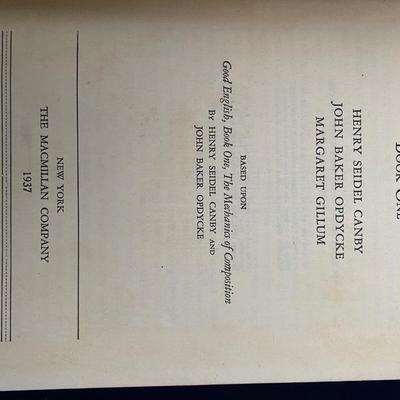 BOOK ONE
HENRY SEIDEL CANBY
JOHN BAKER OPDYCKE
MARGARET GILLUM
BASED UPON
Good English, Book One, The Mechanics of Composition
BY HENRY SEIDEL CANBY AND
JOHN BAKER OPDYCKE
NEW YORK
THE MACMILLAN COMPANY
1937